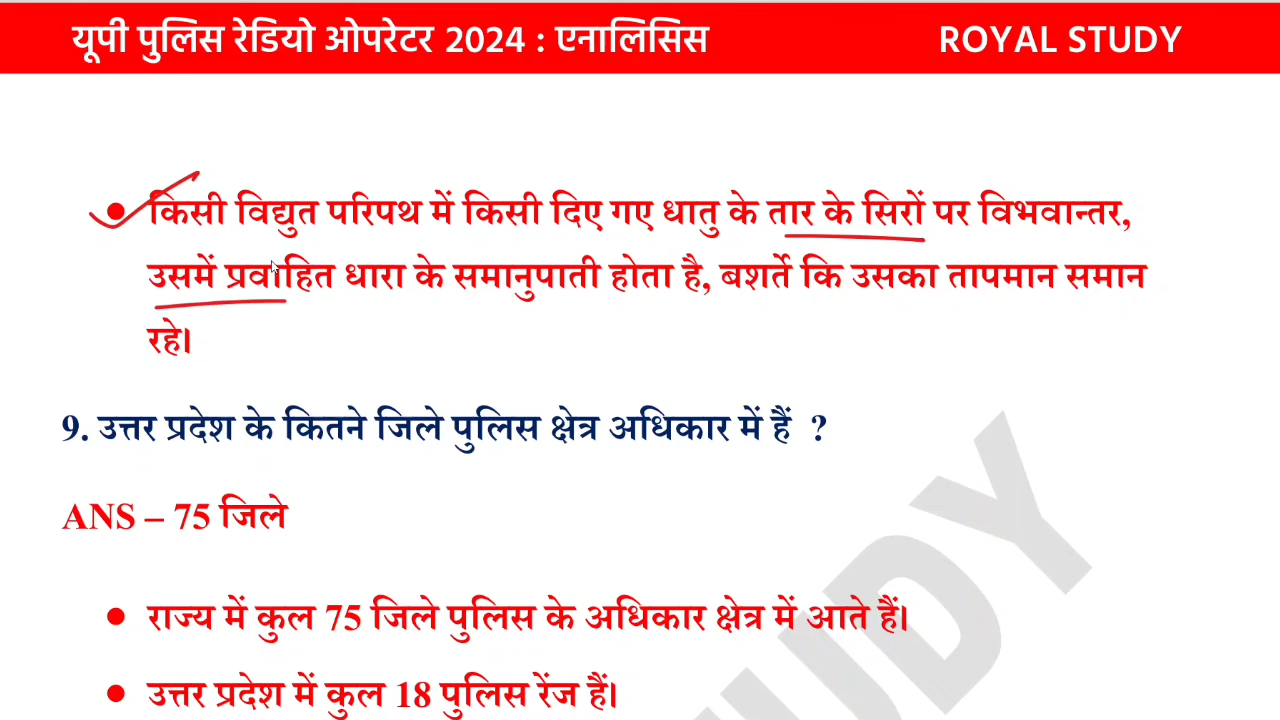 यूपी पुलिस रेडियो ओपरेटर 2024 : एनालिसिस ROYAL STUDY
● किसी विद्युत परिपथ में किसी दिए गए धातु के तार के सिरों पर विभवान्तर,
उसमें प्रवाहित धारा के समानुपाती होता है, बशर्ते कि उसका तापमान समान
रहे।
9. उत्तर प्रदेश के कितने जिले पुलिस क्षेत्र अधिकार में हैं ?
ANS – 75 जिले
● राज्य में कुल 75 जिले पुलिस के अधिकार क्षेत्र में आते हैं।
● उत्तर प्रदेश में कुल 18 पुलिस रेंज हैं।
STUDY